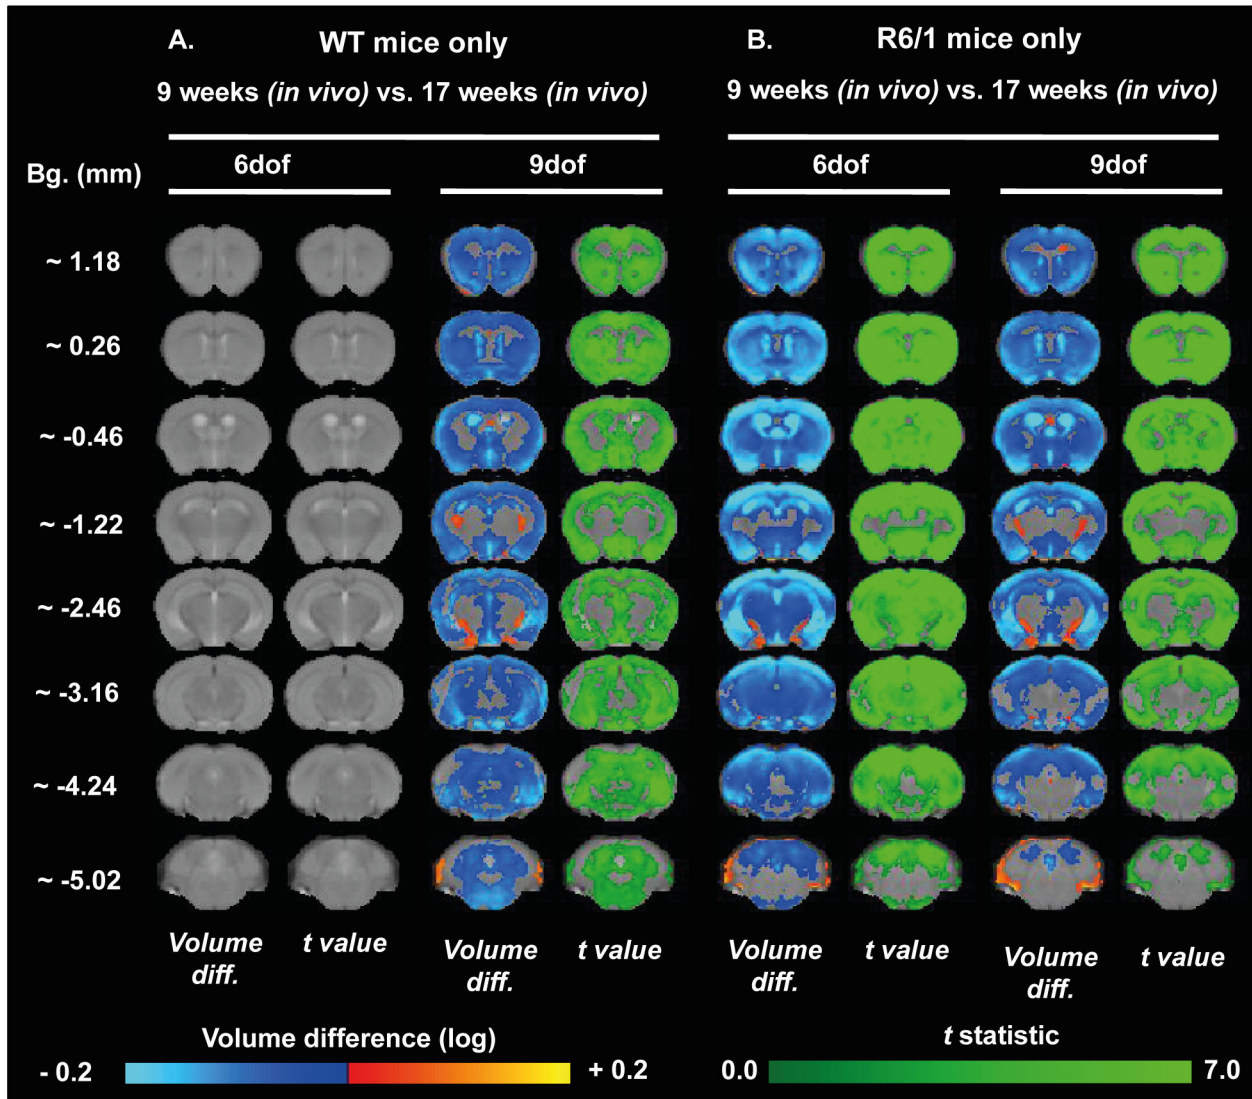 A. WT mice only
9 weeks (in vivo) vs. 17 weeks (in vivo)
B. R6/1 mice only
9 weeks (in vivo) vs. 17 weeks (in vivo)
Bg. (mm)
6dof 9dof 6dof 9dof
~ 1.18
~ 0.26
~ -0.46
~ -1.22
~ -2.46
~ -3.16
~ -4.24
~ -5.02
Volume diff.
t value
Volume diff.
t value
Volume diff.
t value
Volume diff.
t value
Volume difference (log)
- 0.2 + 0.2
t statistic
0.0 7.0